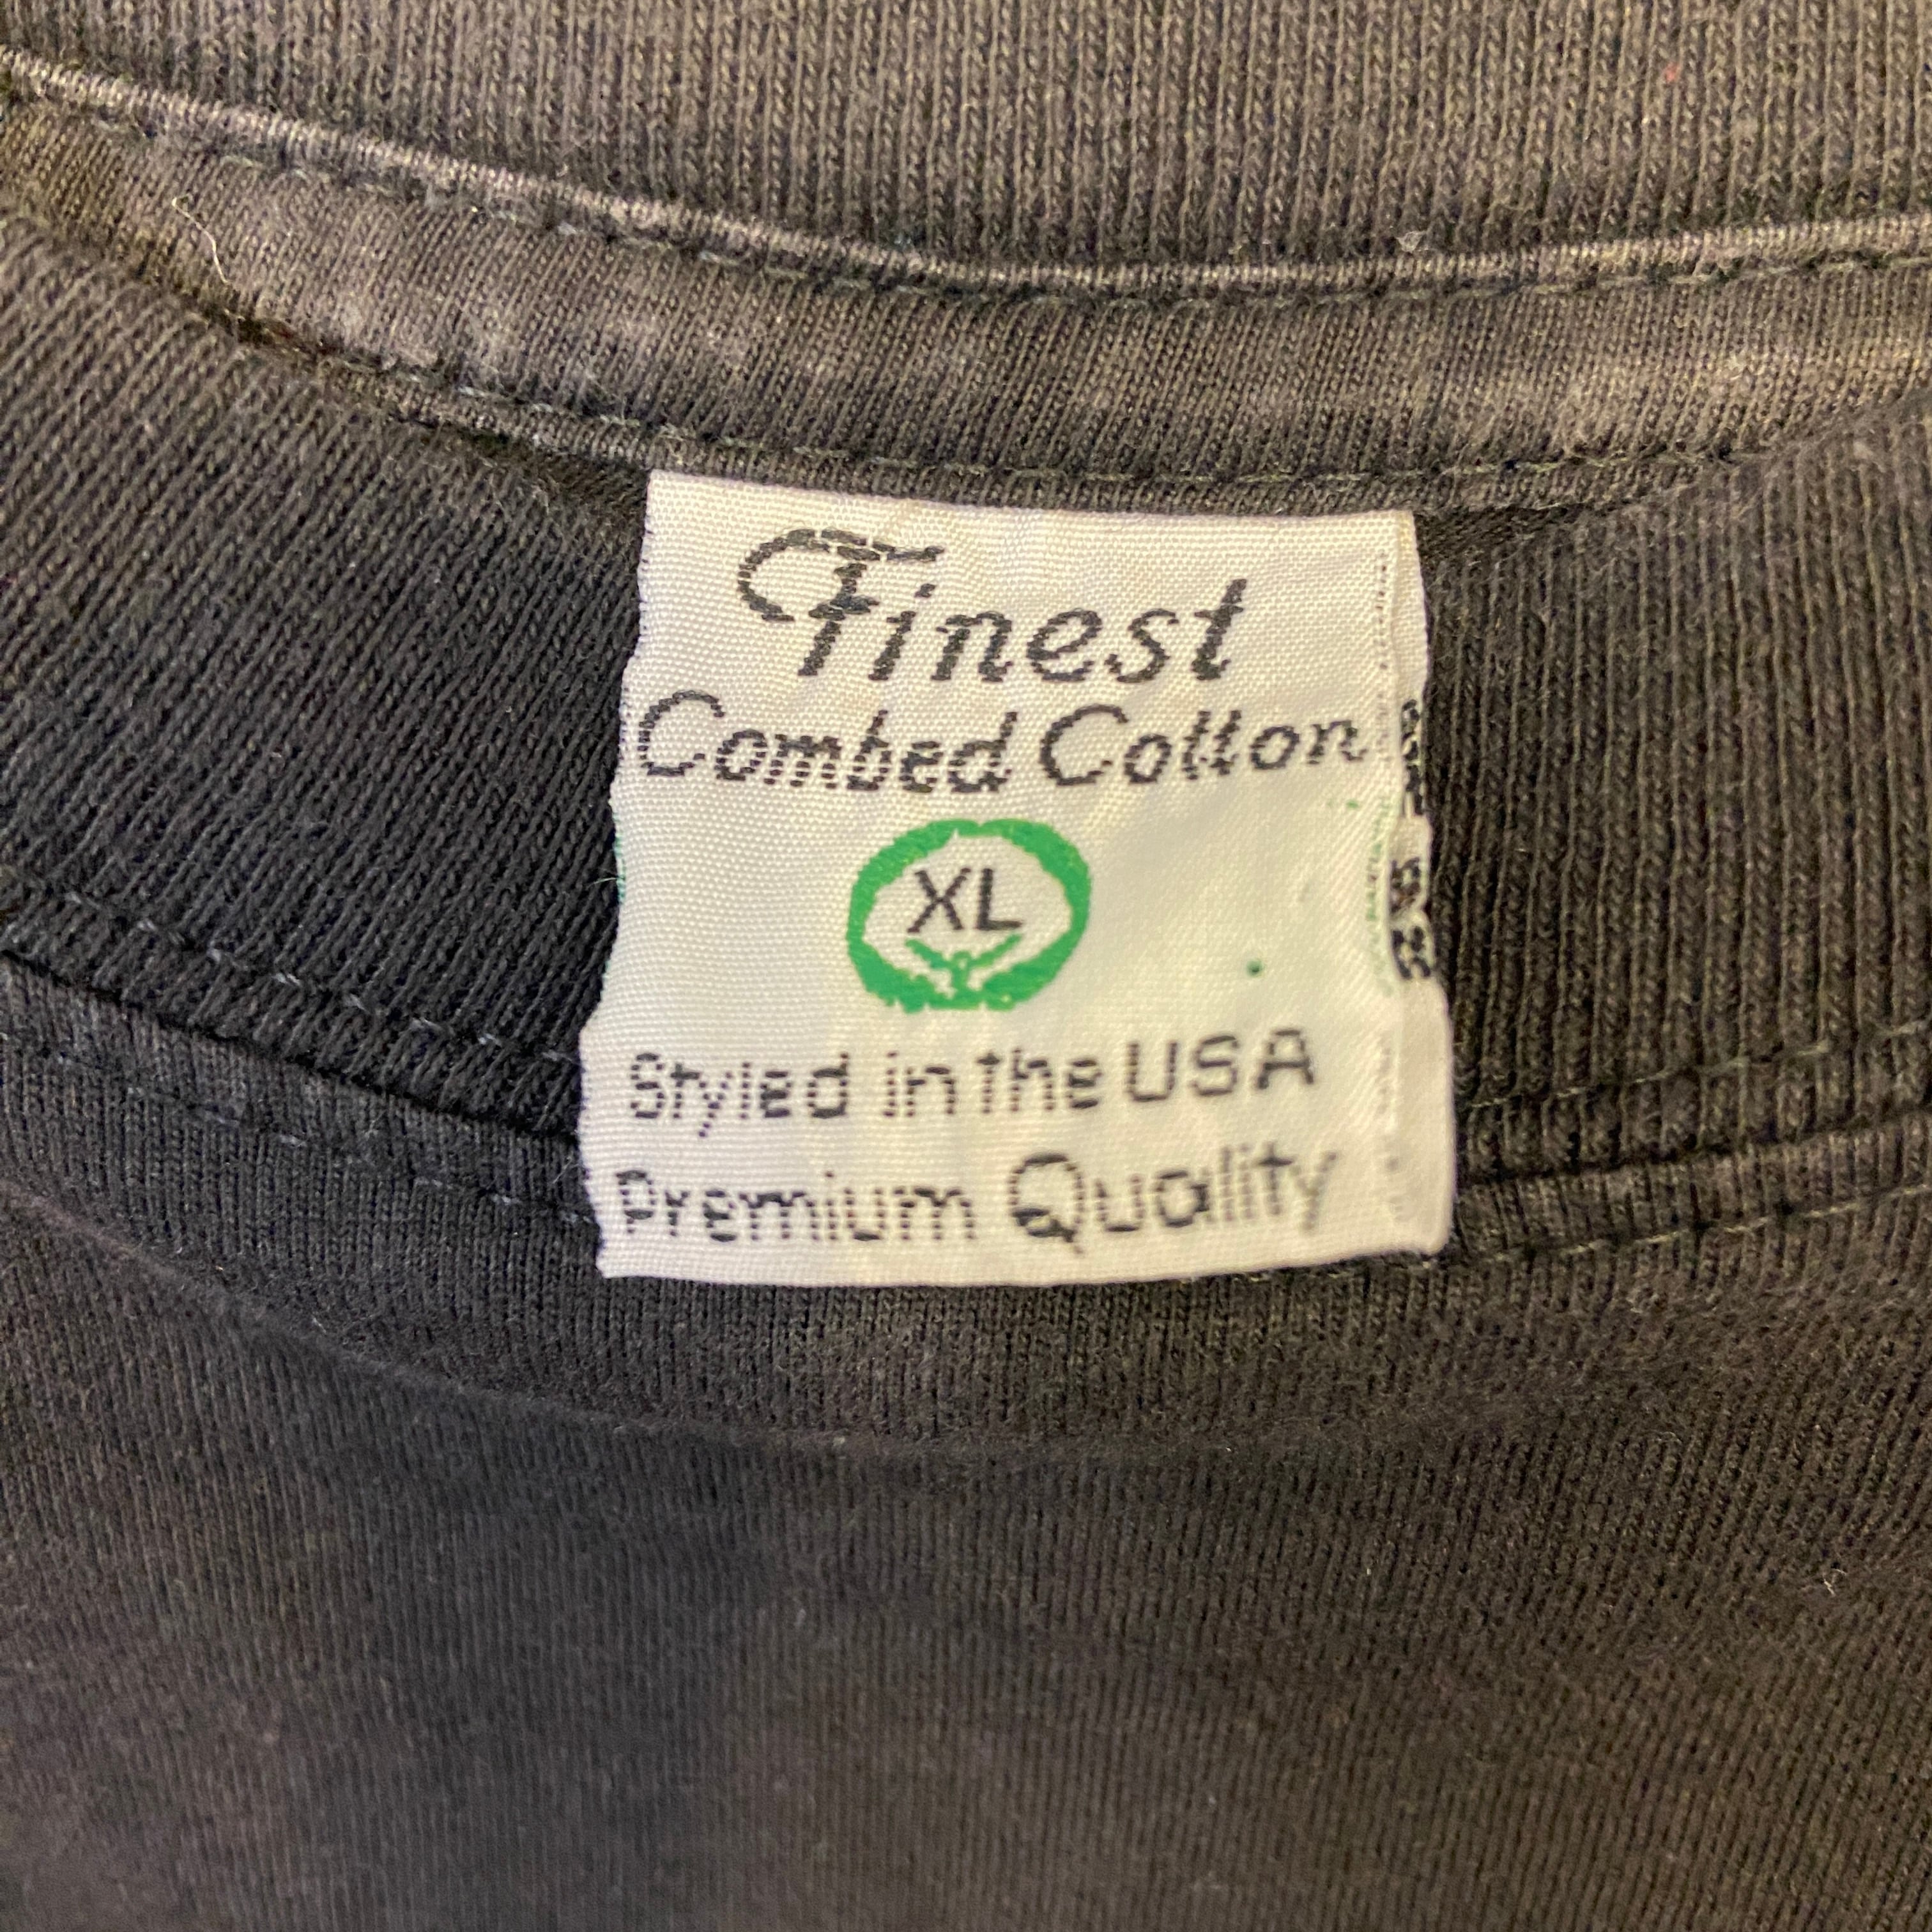 Finest
Combed Cotton
XL
Styled in the USA
Premium Quality